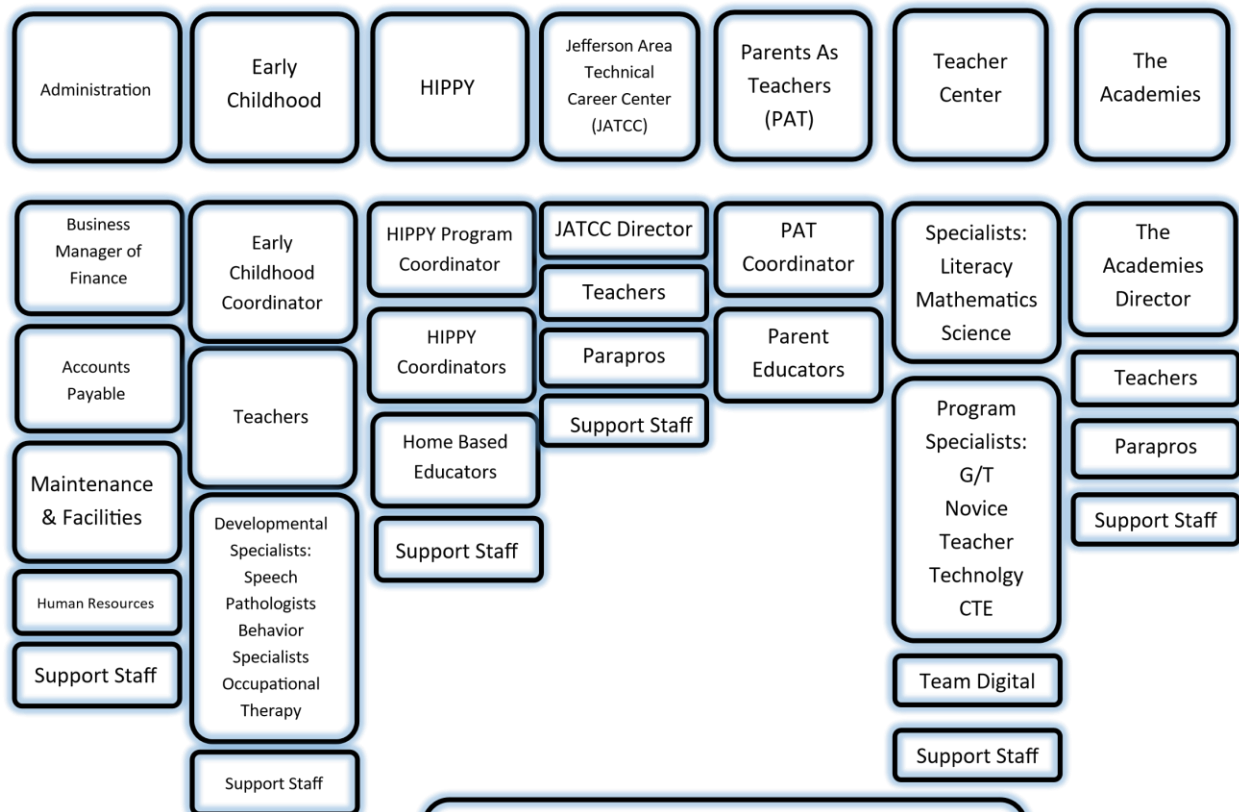 Administration
Early
Childhood
HIPPY
Jefferson Area
Technical
Career Center
(JATCC)
Parents As
Teachers
(PAT)
Teacher
Center
The
Academies
Business
Manager of
Finance
Accounts
Payable
Maintenance
& Facilities
Human Resources
Support Staff
Early
Childhood
Coordinator
Teachers
Developmental
Specialists:
Speech
Pathologists
Behavior
Specialists
Occupational
Therapy
Support Staff
HIPPY Program
Coordinator
HIPPY
Coordinators
Home Based
Educators
Support Staff
JATCC Director
Teachers
Parapros
Support Staff
PAT
Coordinator
Parent
Educators
Specialists:
Literacy
Mathematics
Science
Program
Specialists:
G/T
Novice
Teacher
Technolgy
CTE
Team Digital
Support Staff
The
Academies
Director
Teachers
Parapros
Support Staff